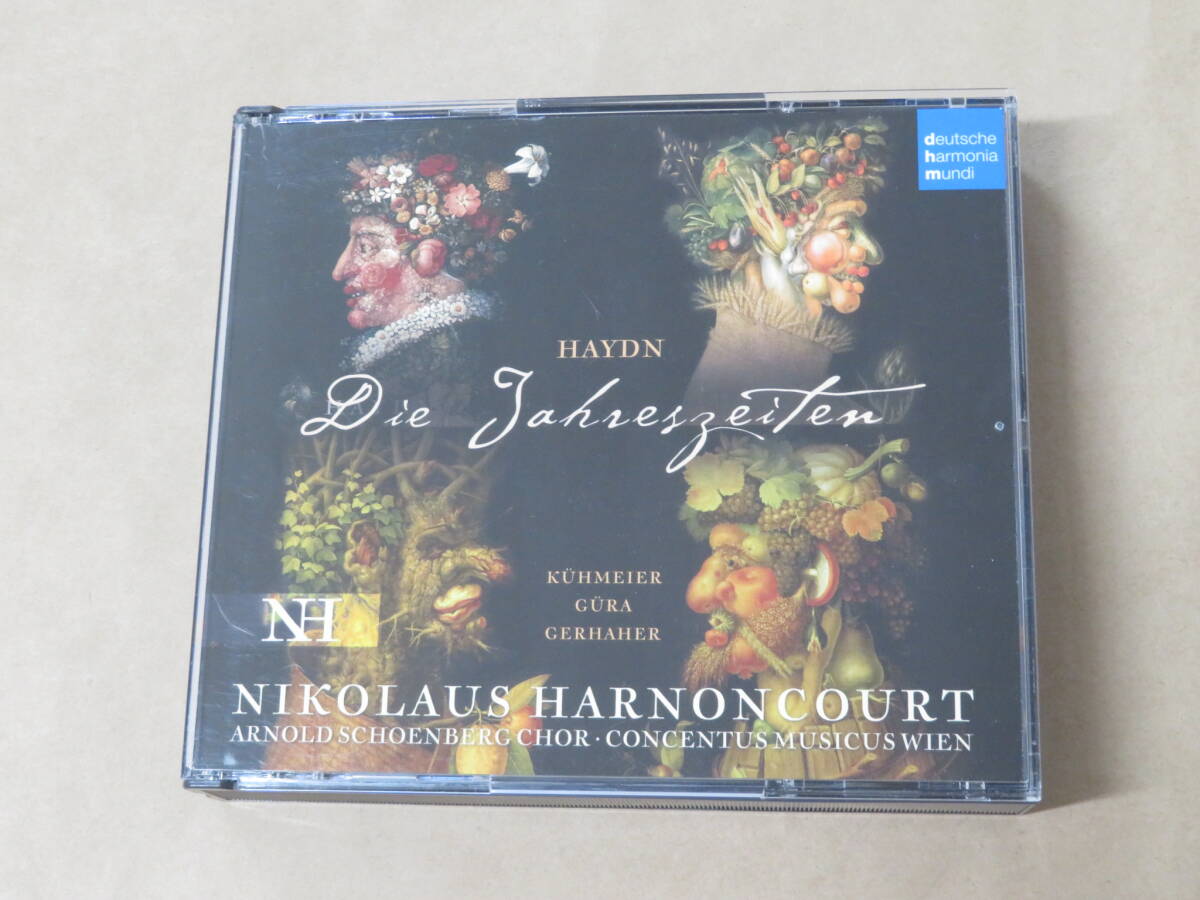 deutsche
harmonia
mundi
HAYDN
Die Jahreszeiten
KÜHMEIER
GÜRA
GERHAHER
NH
NIKOLAUS HARNONCOURT
ARNOLD SCHOENBERG CHOR · CONCENTUS MUSICUS WIEN